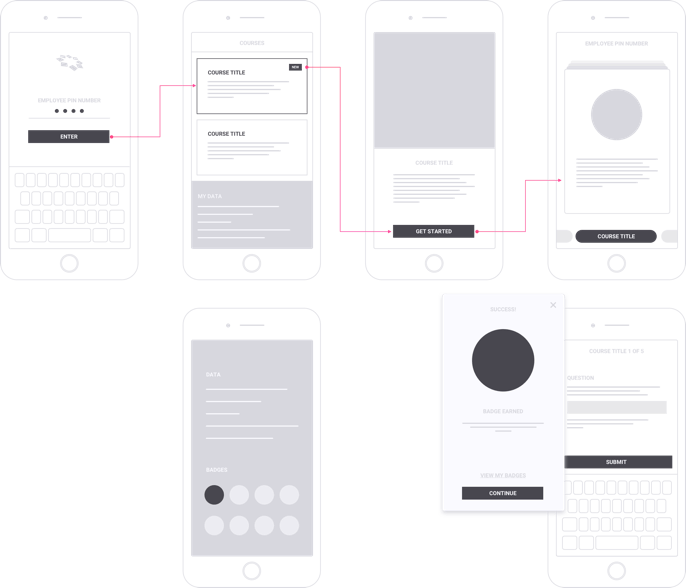 EMPLOYEE PIN NUMBER
ENTER
COURSES
NEW
COURSE TITLE
COURSE TITLE
MY DATA
COURSE TITLE
GET STARTED
EMPLOYEE PIN NUMBER
COURSE TITLE
DATA
BADGES
SUCCESS!
BADGE EARNED
VIEW MY BADGES
CONTINUE
COURSE TITLE 1 OF 5
QUESTION
SUBMIT